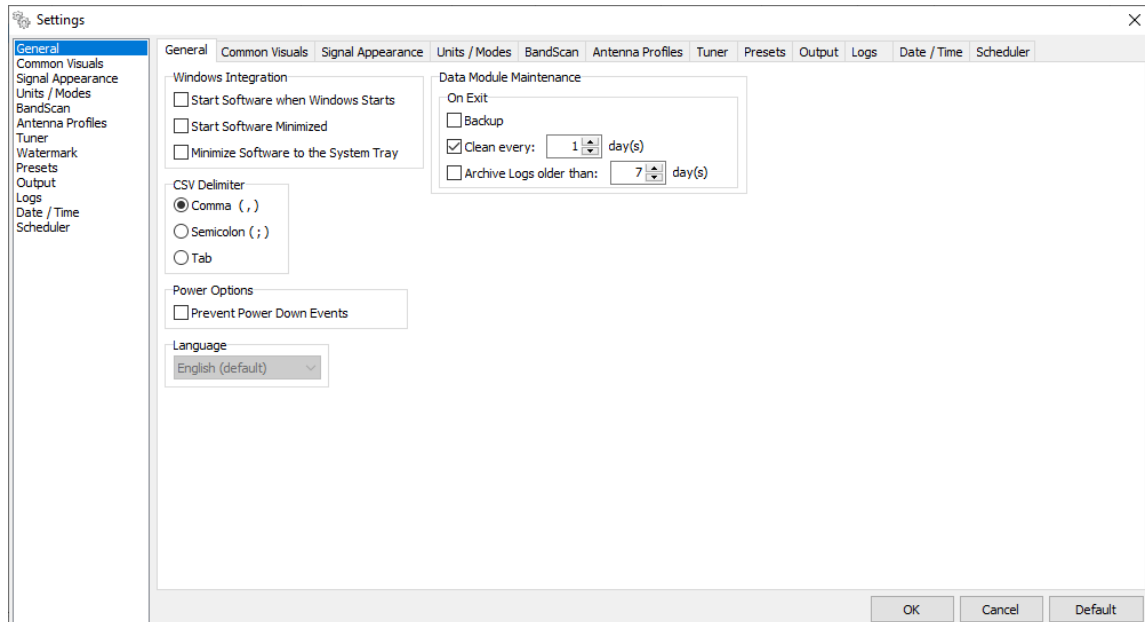 Settings
General
Common Visuals
Signal Appearance
Units / Modes
BandScan
Antenna Profiles
Tuner
Watermark
Presets
Output
Logs
Date / Time
Scheduler
General Common Visuals Signal Appearance Units / Modes BandScan Antenna Profiles Tuner Presets Output Logs Date / Time Scheduler
Windows Integration
Start Software when Windows Starts
Start Software Minimized
Minimize Software to the System Tray
CSV Delimiter
Comma (,)
Semicolon (;)
Tab
Power Options
Prevent Power Down Events
Language
English (default)
Data Module Maintenance
On Exit
Backup
Clean every: 1 day(s)
Archive Logs older than: 7 day(s)
OK Cancel Default